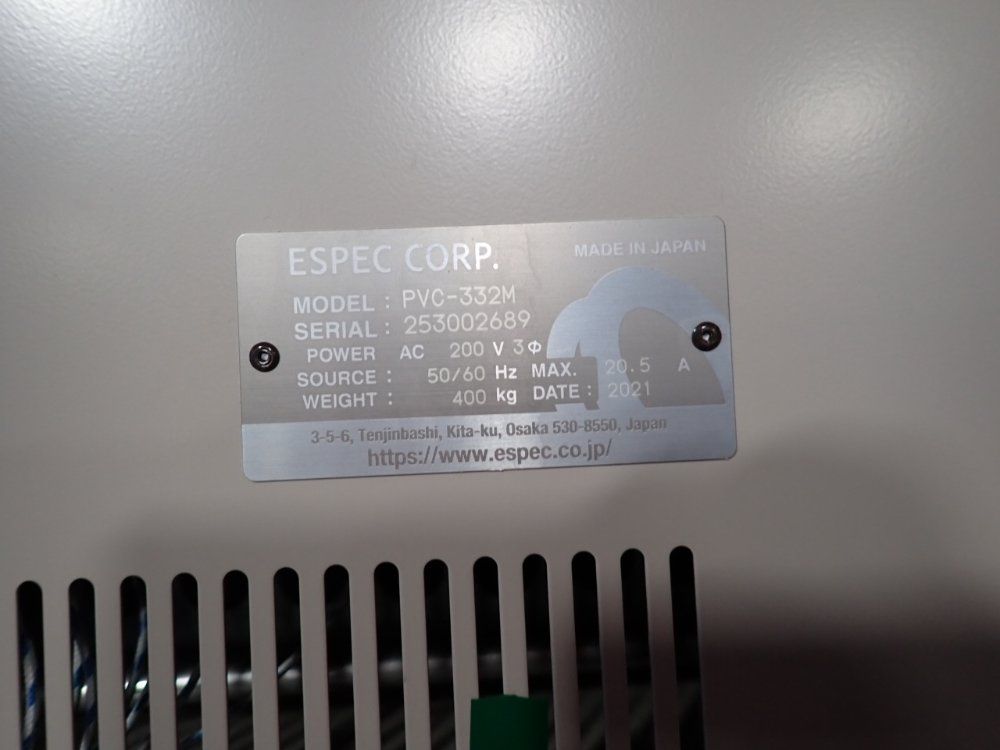 ESPEC CORP.
MADE IN JAPAN
MODEL : PVC-332M
SERIAL : 253002689
POWER AC 200 V 3Φ
SOURCE : 50/60 Hz MAX. 20.5 A
WEIGHT : 400 kg DATE : 2021
3-5-6, Tenjinbashi, Kita-ku, Osaka 530-8550, Japan
https://www.espec.co.jp/